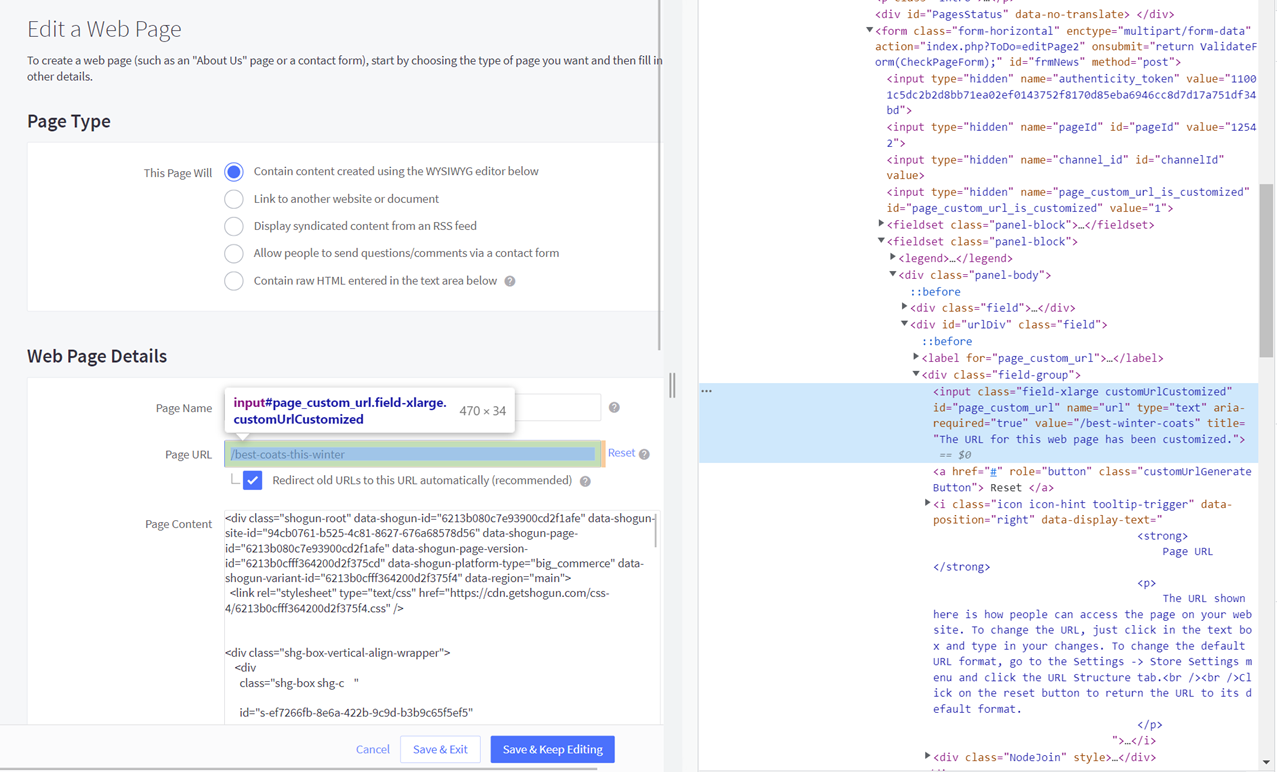 Edit a Web Page
To create a web page (such as an "About Us" page or a contact form), start by choosing the type of page you want and then fill in
other details.
Page Type
This Page Will
Contain content created using the WYSIWYG editor below
Link to another website or document
Display syndicated content from an RSS feed
Allow people to send questions/comments via a contact form
Contain raw HTML entered in the text area below ?
Web Page Details
Page Name
?
input#page_custom_url.field-xlarge.
customUrlCustomized
470 × 34
Page URL
/best-coats-this-winter
Reset ?
Redirect old URLs to this URL automatically (recommended) ?
Page Content
<div class="shogun-root" data-shogun-id="6213b080c7e93900cd2f1afe" data-shogun-
site-id="94cb0761-b525-4c81-8627-676a68578d56" data-shogun-page-
id="6213b080c7e93900cd2f1afe" data-shogun-page-version-
id="6213b0cfff364200d2f375cd" data-shogun-platform-type="big_commerce" data-
shogun-variant-id="6213b0cfff364200d2f375f4" data-region="main">
<link rel="stylesheet" type="text/css" href="https://cdn.getshogun.com/css-
4/6213b0cfff364200d2f375f4.css" />
<div class="shg-box-vertical-align-wrapper">
<div
class="shg-box shg-c "
id="s-ef7266fb-8e6a-422b-9c9d-b3b9c65f5ef5"
Cancel
Save & Exit
Save & Keep Editing
<div id="PagesStatus" data-no-translate> </div>
<form class="form-horizontal" enctype="multipart/form-data"
action="index.php?ToDo=editPage2" onsubmit="return ValidateF
orm(CheckPageForm);" id="frmNews" method="post">
<input type="hidden" name="authenticity_token" value="1100
1c5dc2b2d8bb71ea02ef0143752f8170d85eba6946cc8d7d17a751df34
bd">
<input type="hidden" name="pageId" id="pageId" value="1254
2">
<input type="hidden" name="channel_id" id="channelId"
value>
<input type="hidden" name="page_custom_url_is_customized"
id="page_custom_url_is_customized" value="1">
<fieldset class="panel-block">…</fieldset>
<fieldset class="panel-block">
<legend>…</legend>
<div class="panel-body">
::before
<div class="field">…</div>
<div id="urlDiv" class="field">
::before
<label for="page_custom_url">…</label>
<div class="field-group">
<input class="field-xlarge customUrlCustomized"
id="page_custom_url" name="url" type="text" aria-
required="true" value="/best-winter-coats" title=
"The URL for this web page has been customized.">
== $0
<a href="#" role="button" class="customUrlGenerate
Button"> Reset </a>
<i class="icon icon-hint tooltip-trigger" data-
position="right" data-display-text="
<strong>
Page URL
</strong>
<p>
The URL shown
here is how people can access the page on your web
site. To change the URL, just click in the text bo
x and type in your changes. To change the default
URL format, go to the Settings -> Store Settings m
enu and click the URL Structure tab.<br /><br />Cl
ick on the reset button to return the URL to its d
efault format.
</p>
">…</i>
<div class="NodeJoin" style>…</div>